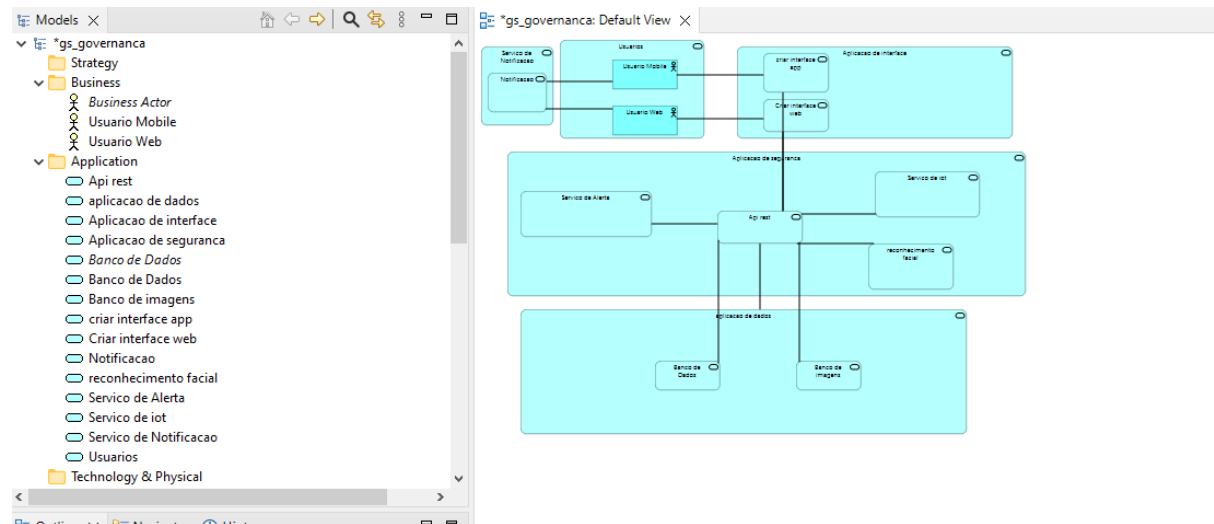 Models
*gs_governanca: Default View
*gs_governanca
Strategy
Business
Business Actor
Usuario Mobile
Usuario Web
Application
Api rest
aplicacao de dados
Aplicacao de interface
Aplicacao de seguranca
Banco de Dados
Banco de Dados
Banco de imagens
criar interface app
Criar interface web
Notificacao
reconhecimento facial
Servico de Alerta
Servico de iot
Servico de Notificacao
Usuarios
Technology & Physical
Servico de
Notificacao
Notificacao
Usuarios
Usuario Mobile
Usuario Web
Aplicacao de interface
criar interface
app
Criar interface
web
Aplicacao de seguranca
Servico de Alerta
Servico de iot
Api rest
reconhecimento
facial
aplicacao de dados
Banco de
Dados
Banco de
imagens